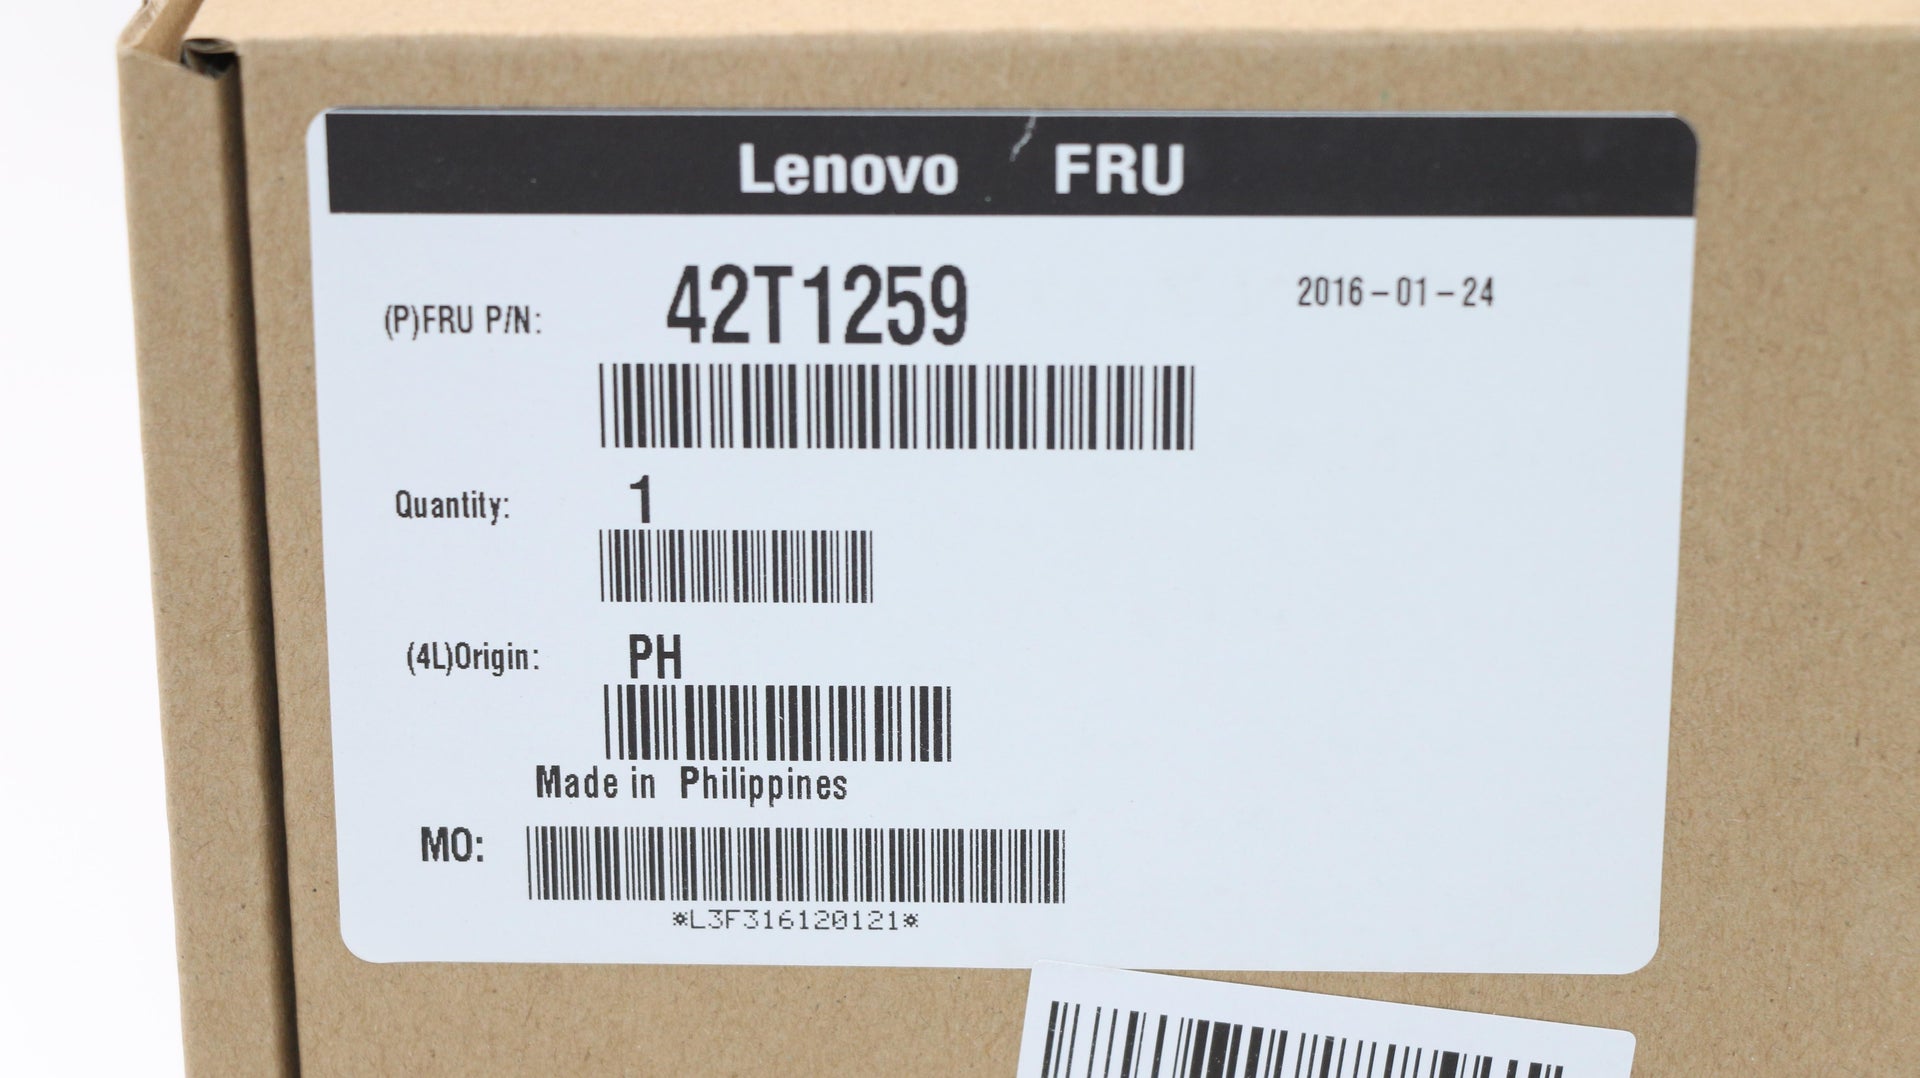 Lenovo FRU
(P)FRU P/N: 42T1259
2016-01-24
Quantity: 1
(4L)Origin: PH
Made in Philippines
MO:
*L3F316120121*